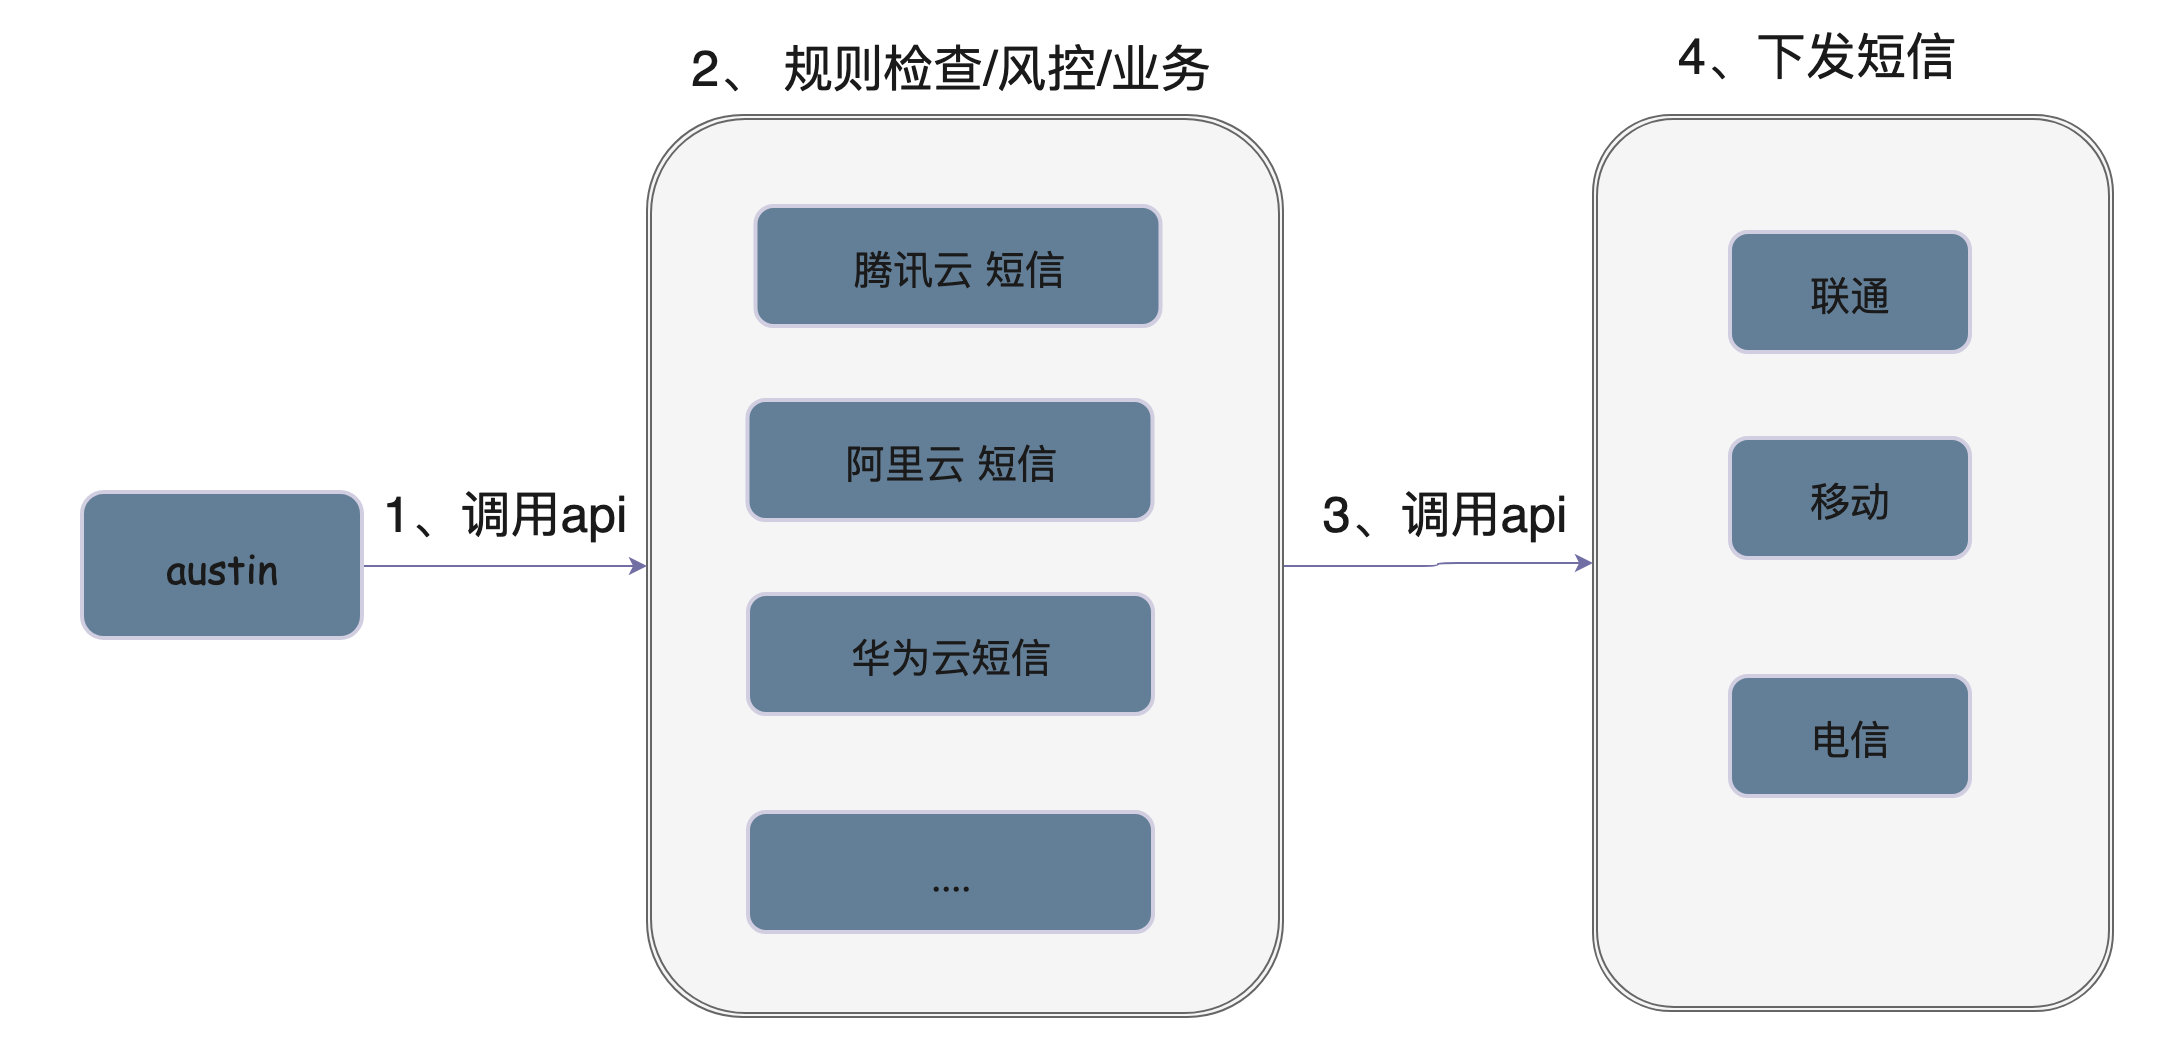 austin
1、调用api
2、 规则检查/风控/业务
腾讯云 短信
阿里云 短信
华为云短信
....
3、调用api
4、下发短信
联通
移动
电信